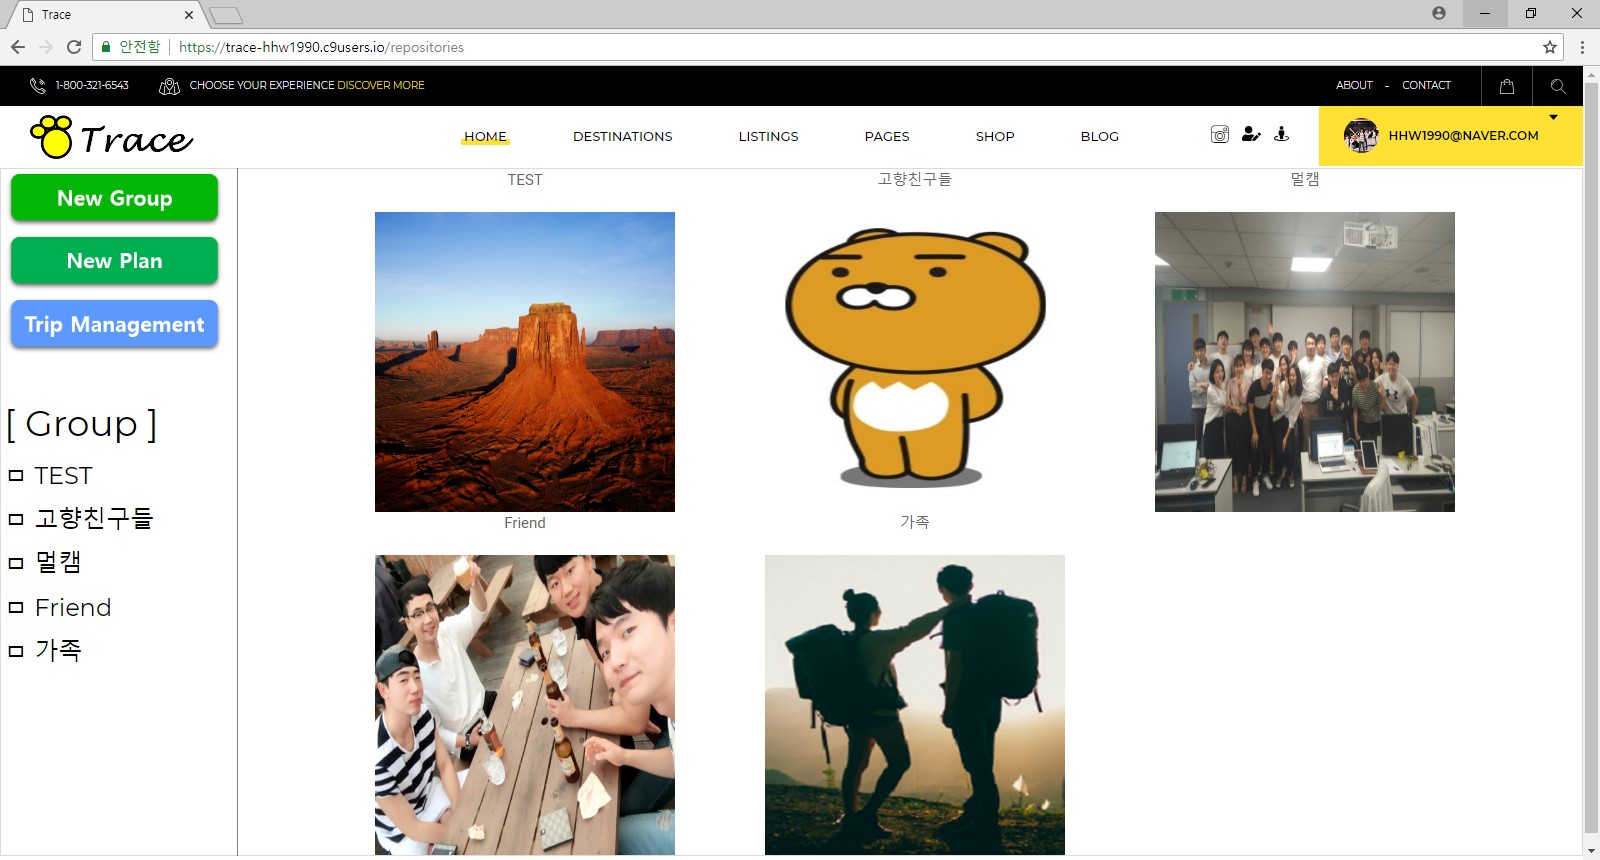 Trace
안전함 https://trace-hhw1990.c9users.io/repositories
1-800-321-6543 CHOOSE YOUR EXPERIENCE DISCOVER MORE ABOUT - CONTACT
Trace HOME DESTINATIONS LISTINGS PAGES SHOP BLOG HHW1990@NAVER.COM
New Group
New Plan
Trip Management
[ Group ]
TEST
고향친구들
멀캠
Friend
가족
TEST 고향친구들 멀캠
Friend 가족